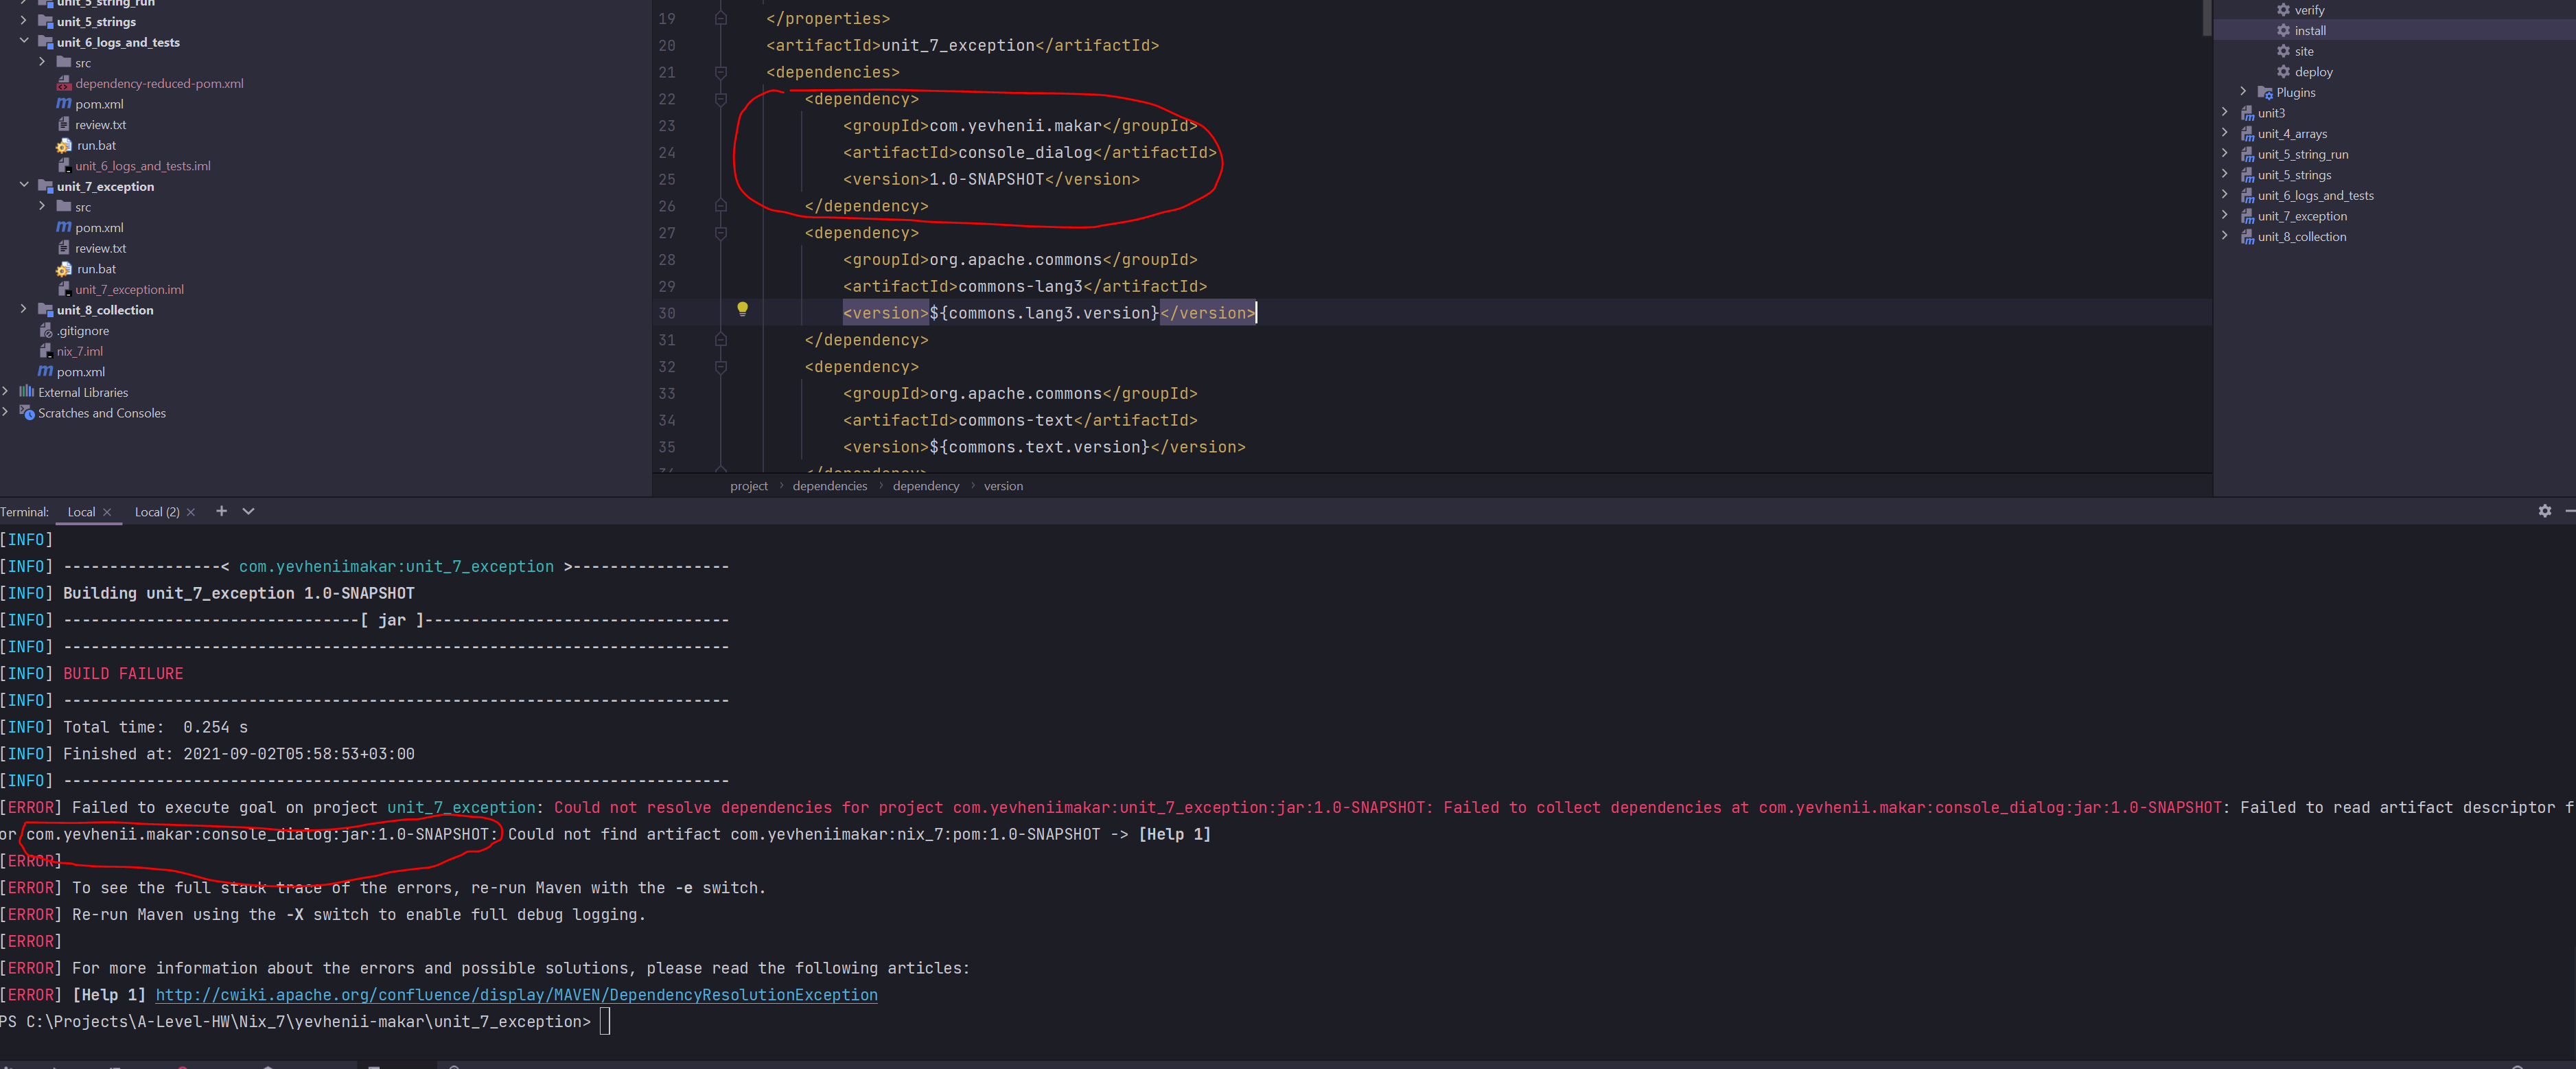 unit_5_string_run
unit_5_strings
unit_6_logs_and_tests
src
dependency-reduced-pom.xml
pom.xml
review.txt
run.bat
unit_6_logs_and_tests.iml
unit_7_exception
src
pom.xml
review.txt
run.bat
unit_7_exception.iml
unit_8_collection
.gitignore
nix_7.iml
pom.xml
External Libraries
Scratches and Consoles
19 </properties>
20 <artifactId>unit_7_exception</artifactId>
21 <dependencies>
22 <dependency>
23 <groupId>com.yevhenii.makar</groupId>
24 <artifactId>console_dialog</artifactId>
25 <version>1.0-SNAPSHOT</version>
26 </dependency>
27 <dependency>
28 <groupId>org.apache.commons</groupId>
29 <artifactId>commons-lang3</artifactId>
30 <version>${commons.lang3.version}</version>
31 </dependency>
32 <dependency>
33 <groupId>org.apache.commons</groupId>
34 <artifactId>commons-text</artifactId>
35 <version>${commons.text.version}</version>
36 </dependency>
project > dependencies > dependency > version
verify
install
site
deploy
Plugins
unit3
unit_4_arrays
unit_5_string_run
unit_5_strings
unit_6_logs_and_tests
unit_7_exception
unit_8_collection
Terminal: Local × Local (2) × +
[INFO]
[INFO] -----------------< com.yevheniimakar:unit_7_exception >-----------------
[INFO] Building unit_7_exception 1.0-SNAPSHOT
[INFO] --------------------------------[ jar ]---------------------------------
[INFO] ------------------------------------------------------------------------
[INFO] BUILD FAILURE
[INFO] ------------------------------------------------------------------------
[INFO] Total time:  0.254 s
[INFO] Finished at: 2021-09-02T05:58:53+03:00
[INFO] ------------------------------------------------------------------------
[ERROR] Failed to execute goal on project unit_7_exception: Could not resolve dependencies for project com.yevheniimakar:unit_7_exception:jar:1.0-SNAPSHOT: Failed to collect dependencies at com.yevhenii.makar:console_dialog:jar:1.0-SNAPSHOT: Failed to read artifact descriptor f
or com.yevhenii.makar:console_dialog:jar:1.0-SNAPSHOT: Could not find artifact com.yevheniimakar:nix_7:pom:1.0-SNAPSHOT -> [Help 1]
[ERROR]
[ERROR] To see the full stack trace of the errors, re-run Maven with the -e switch.
[ERROR] Re-run Maven using the -X switch to enable full debug logging.
[ERROR]
[ERROR] For more information about the errors and possible solutions, please read the following articles:
[ERROR] [Help 1] http://cwiki.apache.org/confluence/display/MAVEN/DependencyResolutionException
PS C:\Projects\A-Level-HW\Nix_7\yevhenii-makar\unit_7_exception>